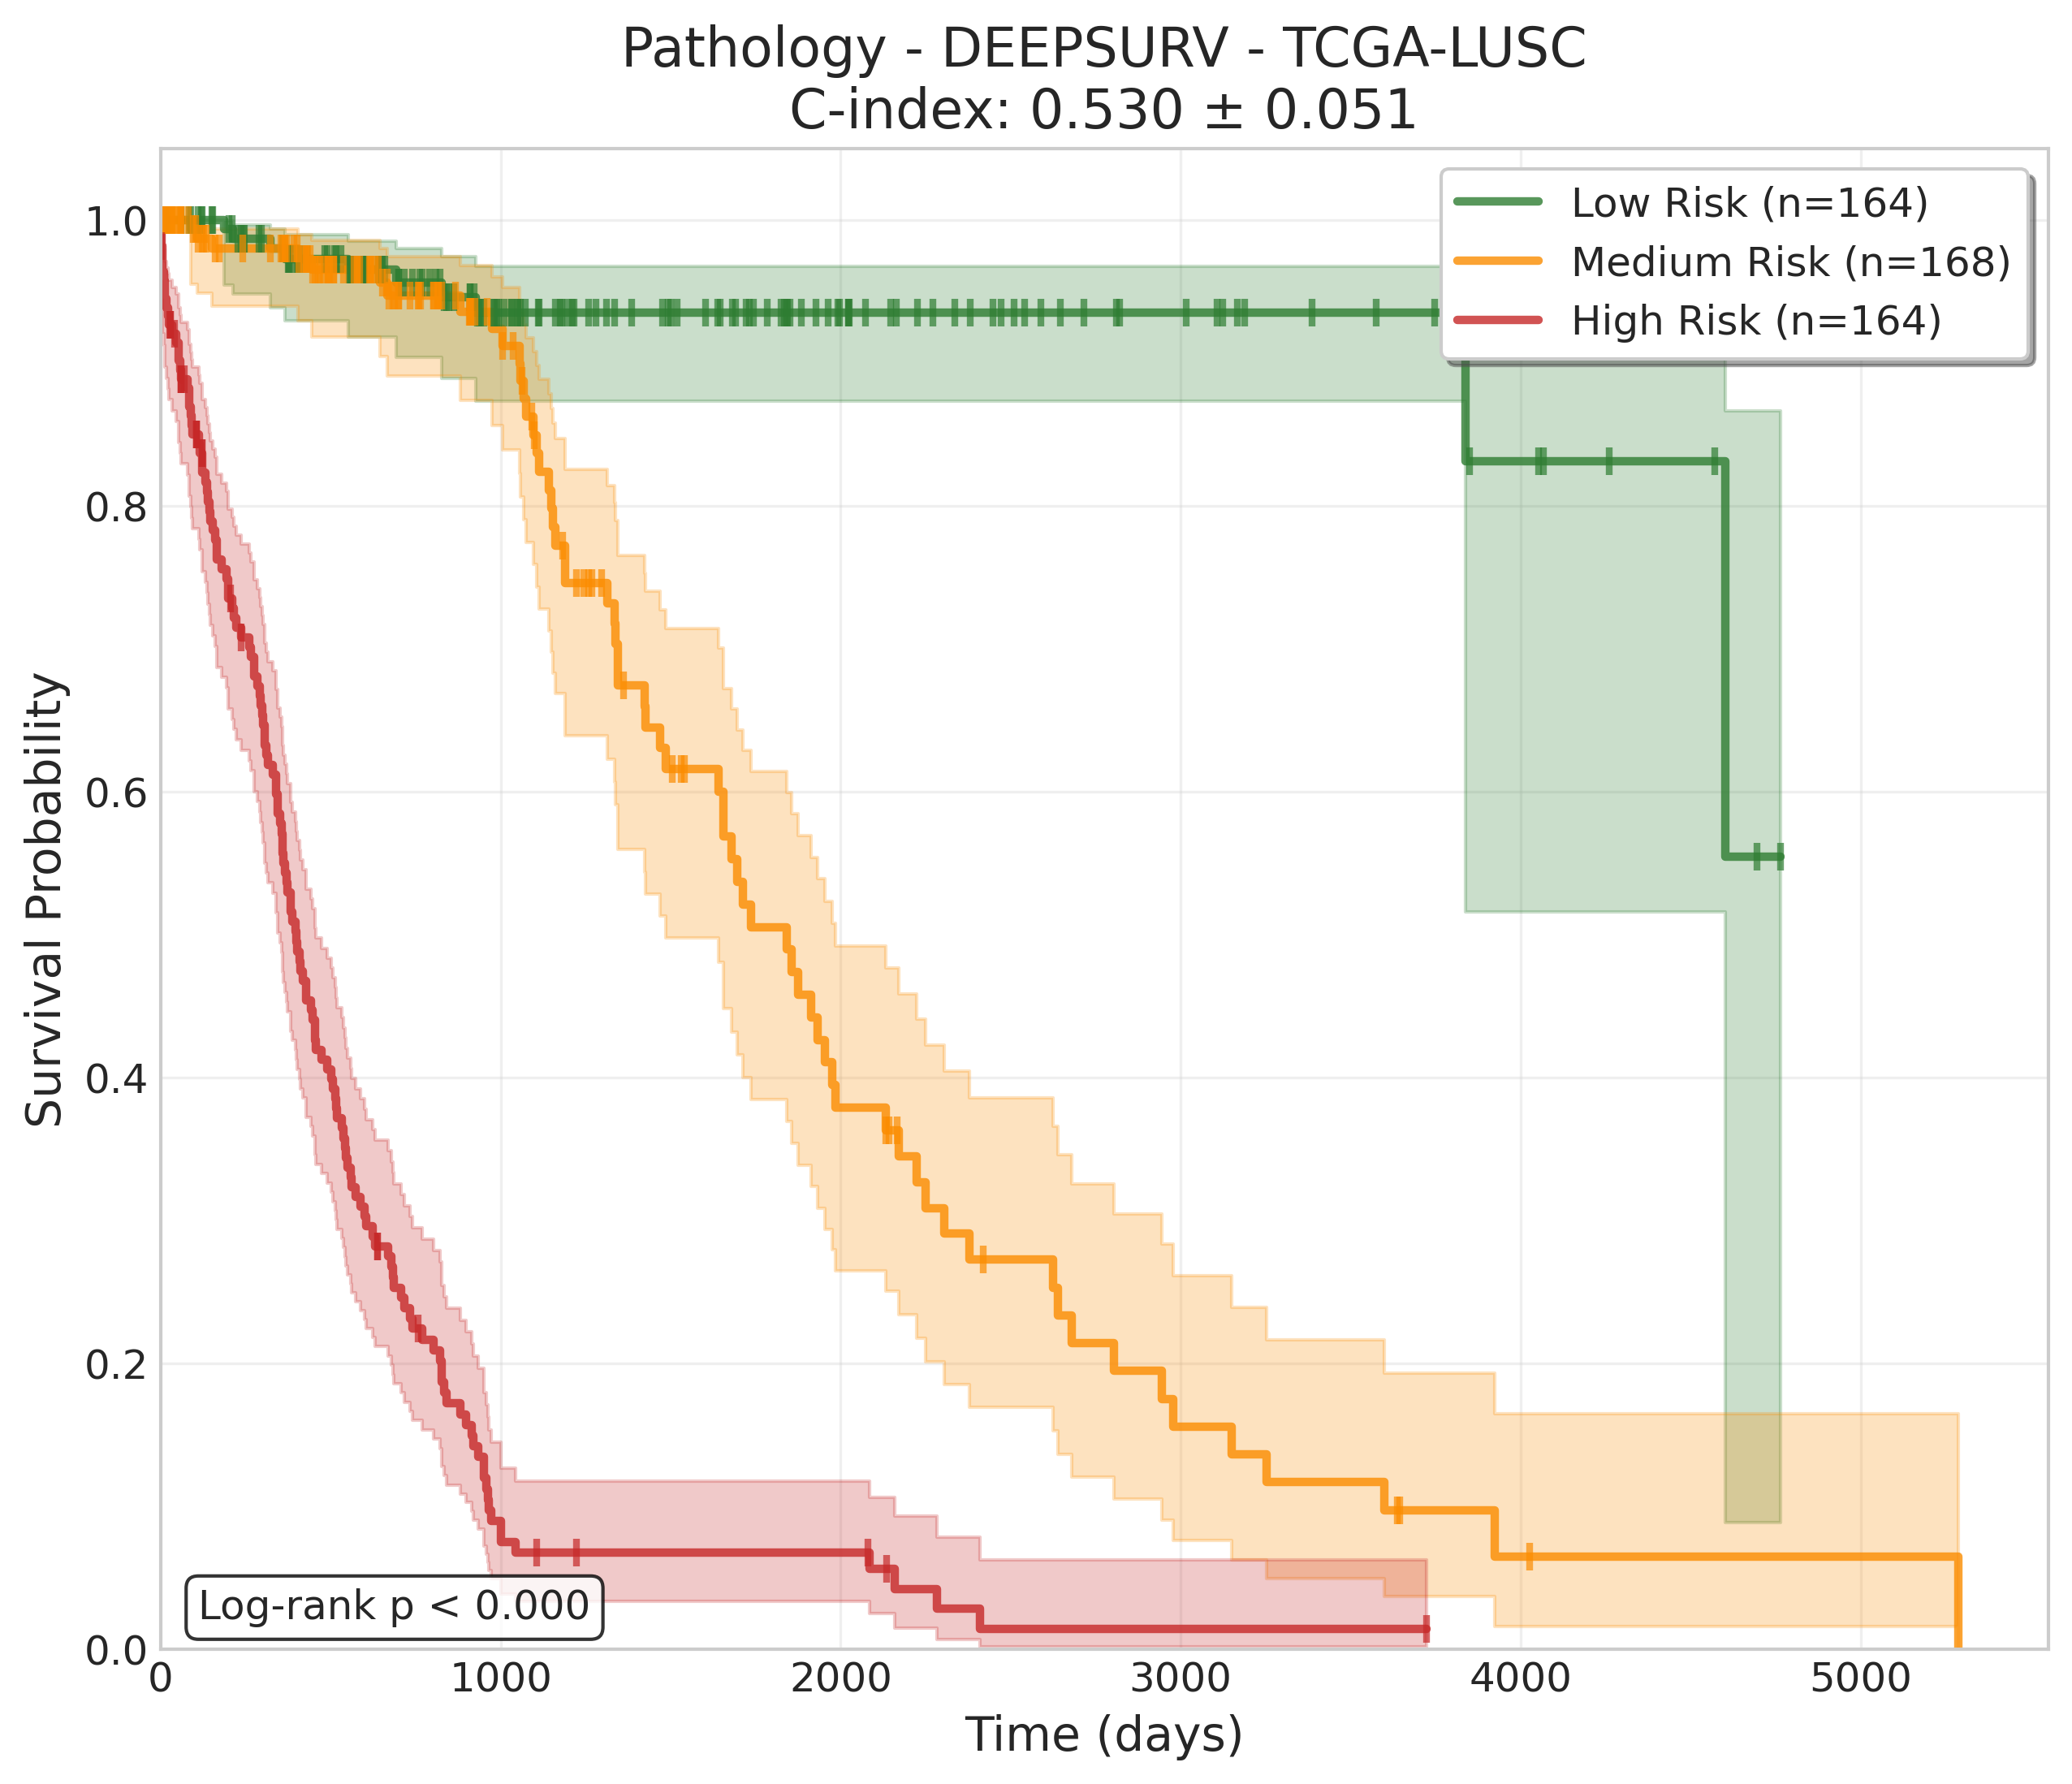 Pathology - DEEPSURV - TCGA-LUSC
C-index: 0.530 ± 0.051
Low Risk (n=164)
Medium Risk (n=168)
High Risk (n=164)
Survival Probability
1.0
0.8
0.6
0.4
0.2
0.0
Log-rank p < 0.000
0 1000 2000 3000 4000 5000
Time (days)